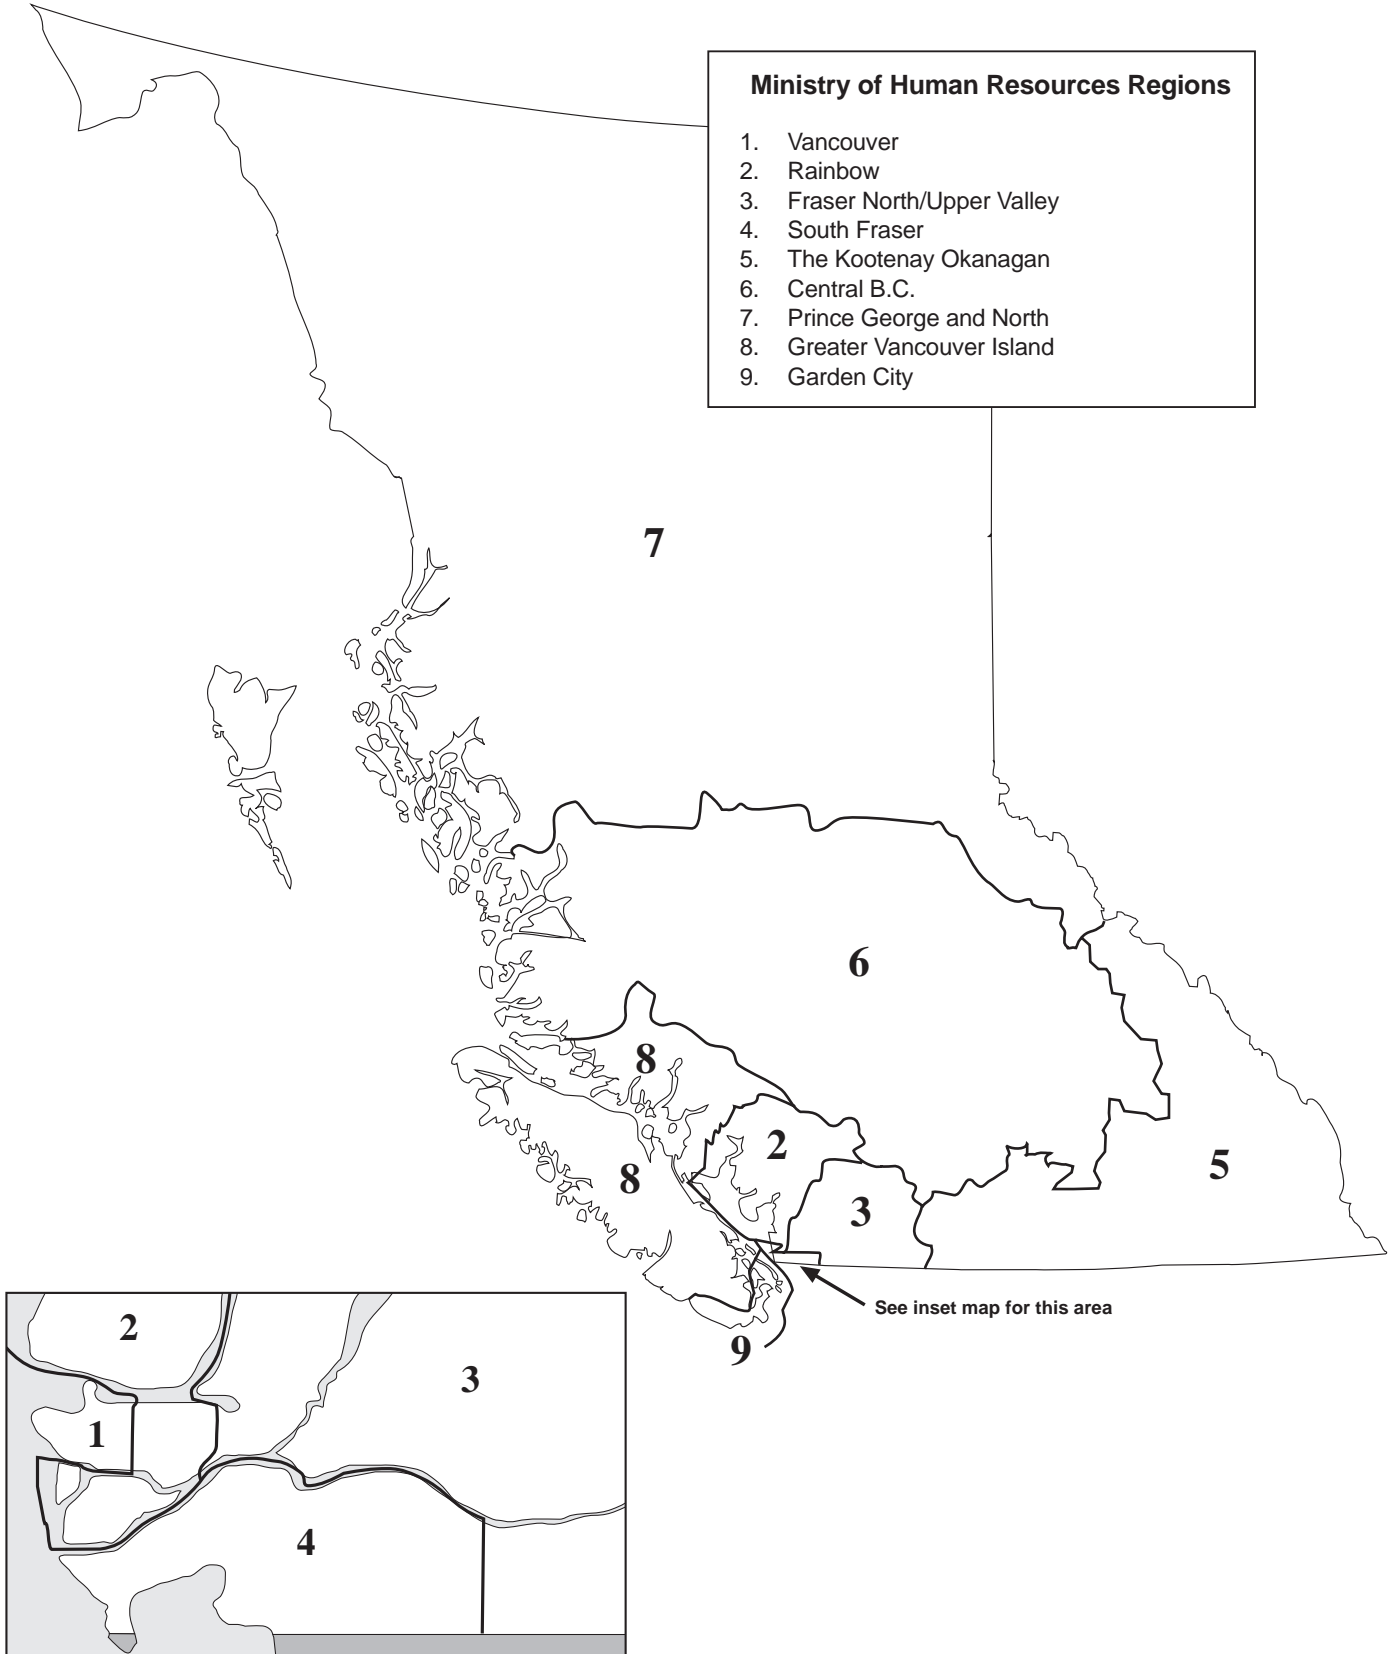 Ministry of Human Resources Regions
1. Vancouver
2. Rainbow
3. Fraser North/Upper Valley
4. South Fraser
5. The Kootenay Okanagan
6. Central B.C.
7. Prince George and North
8. Greater Vancouver Island
9. Garden City
7
6
8
2
5
8
3
See inset map for this area
9
2
3
1
4